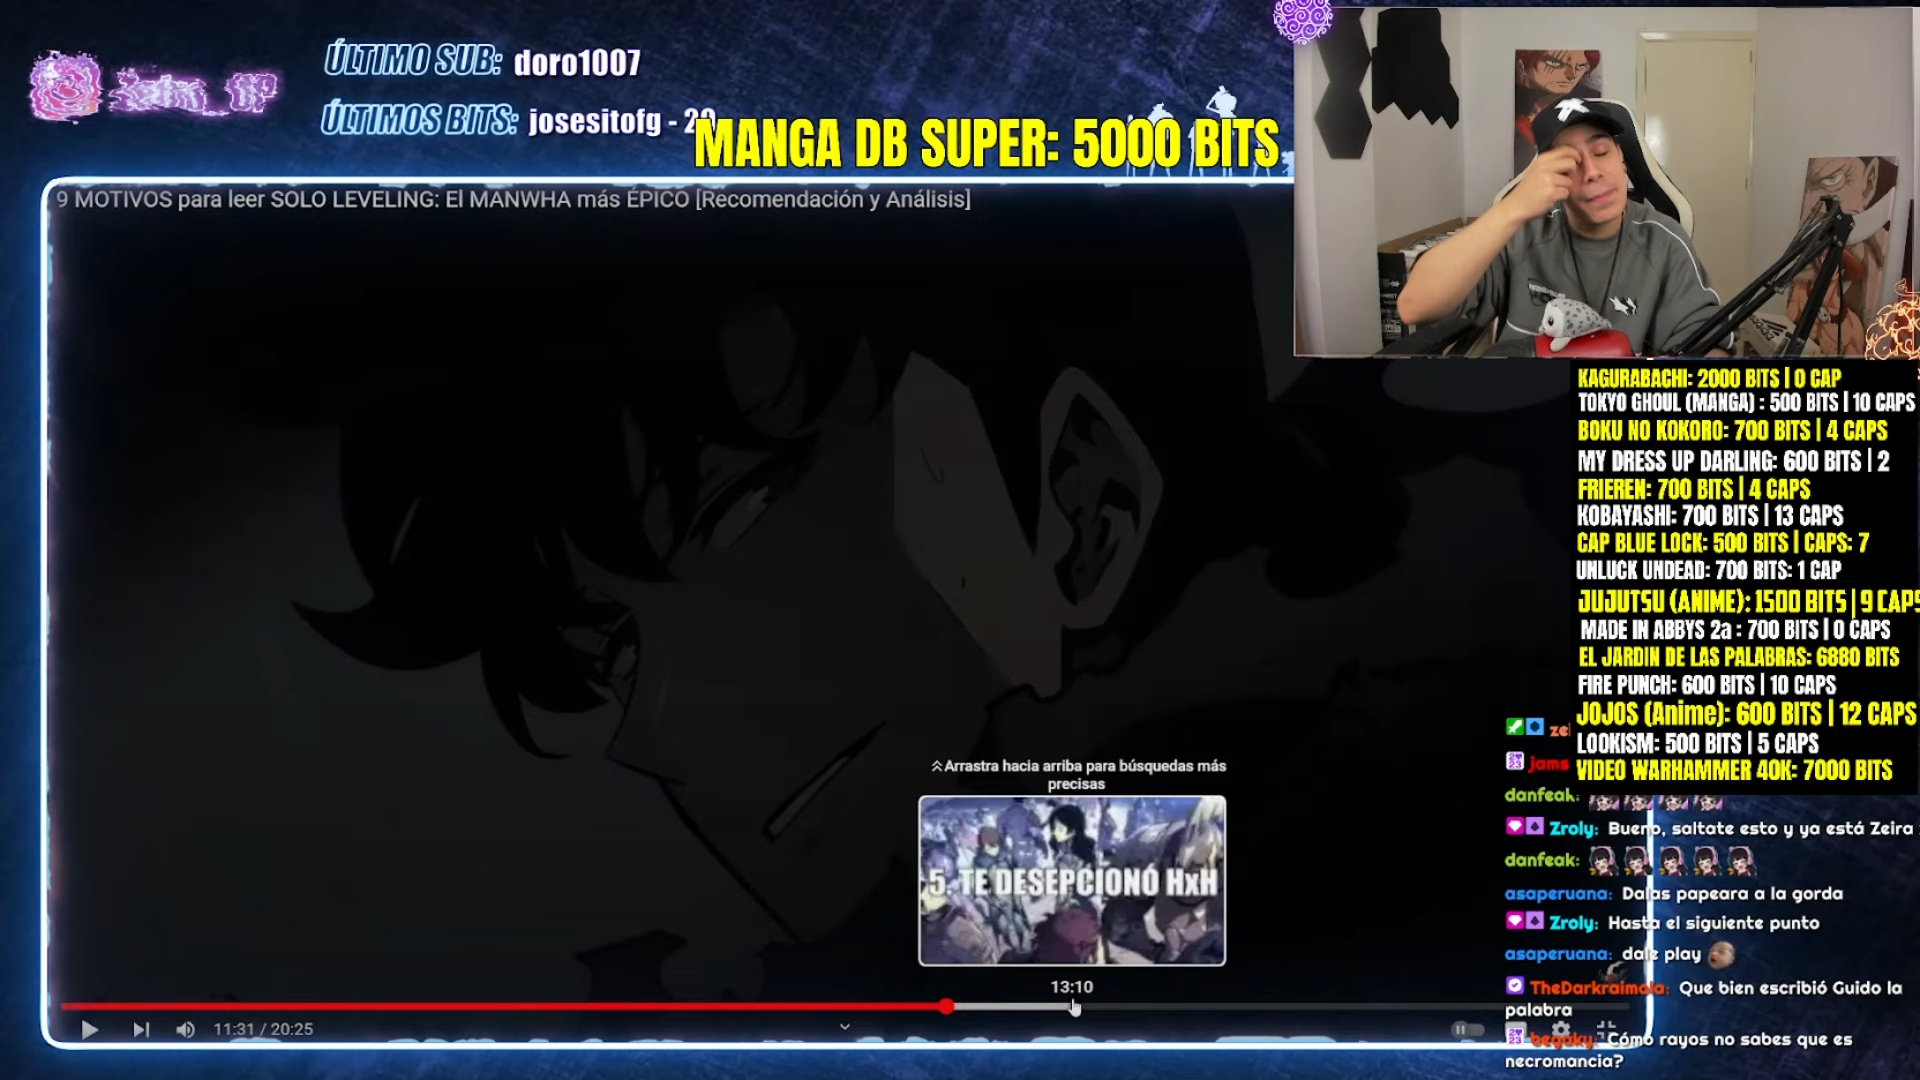 ÚLTIMO SUB: doro1007
ÚLTIMOS BITS: josesitofg - 20
MANGA DB SUPER: 5000 BITS
9 MOTIVOS para leer SOLO LEVELING: El MANWHA más ÉPICO [Recomendación y Análisis]
KAGURABACHI: 2000 BITS | 0 CAP
TOKYO GHOUL (MANGA) : 500 BITS | 10 CAPS
BOKU NO KOKORO: 700 BITS | 4 CAPS
MY DRESS UP DARLING: 600 BITS | 2
FRIEREN: 700 BITS | 4 CAPS
KOBAYASHI: 700 BITS | 13 CAPS
CAP BLUE LOCK: 500 BITS | CAPS: 7
UNLUCK UNDEAD: 700 BITS: 1 CAP
JUJUTSU (ANIME): 1500 BITS | 9 CAPS
MADE IN ABBYS 2a : 700 BITS | 0 CAPS
EL JARDIN DE LAS PALABRAS: 6880 BITS
FIRE PUNCH: 600 BITS | 10 CAPS
JOJOS (Anime): 600 BITS | 12 CAPS
LOOKISM: 500 BITS | 5 CAPS
VIDEO WARHAMMER 40K: 7000 BITS
zei
jams
danfeak:
Zroly: Bueno, saltate esto y ya está Zeira
danfeak:
asaperuana: Dalas papeara a la gorda
Zroly: Hasta el siguiente punto
asaperuana: dale play
TheDarkraimola: Que bien escribió Guido la
palabra
begaky: Cómo rayos no sabes que es
necromancia?
Arrastra hacia arriba para búsquedas más
precisas
5. TE DESEPCIONÓ HxH
13:10
11:31 / 20:25